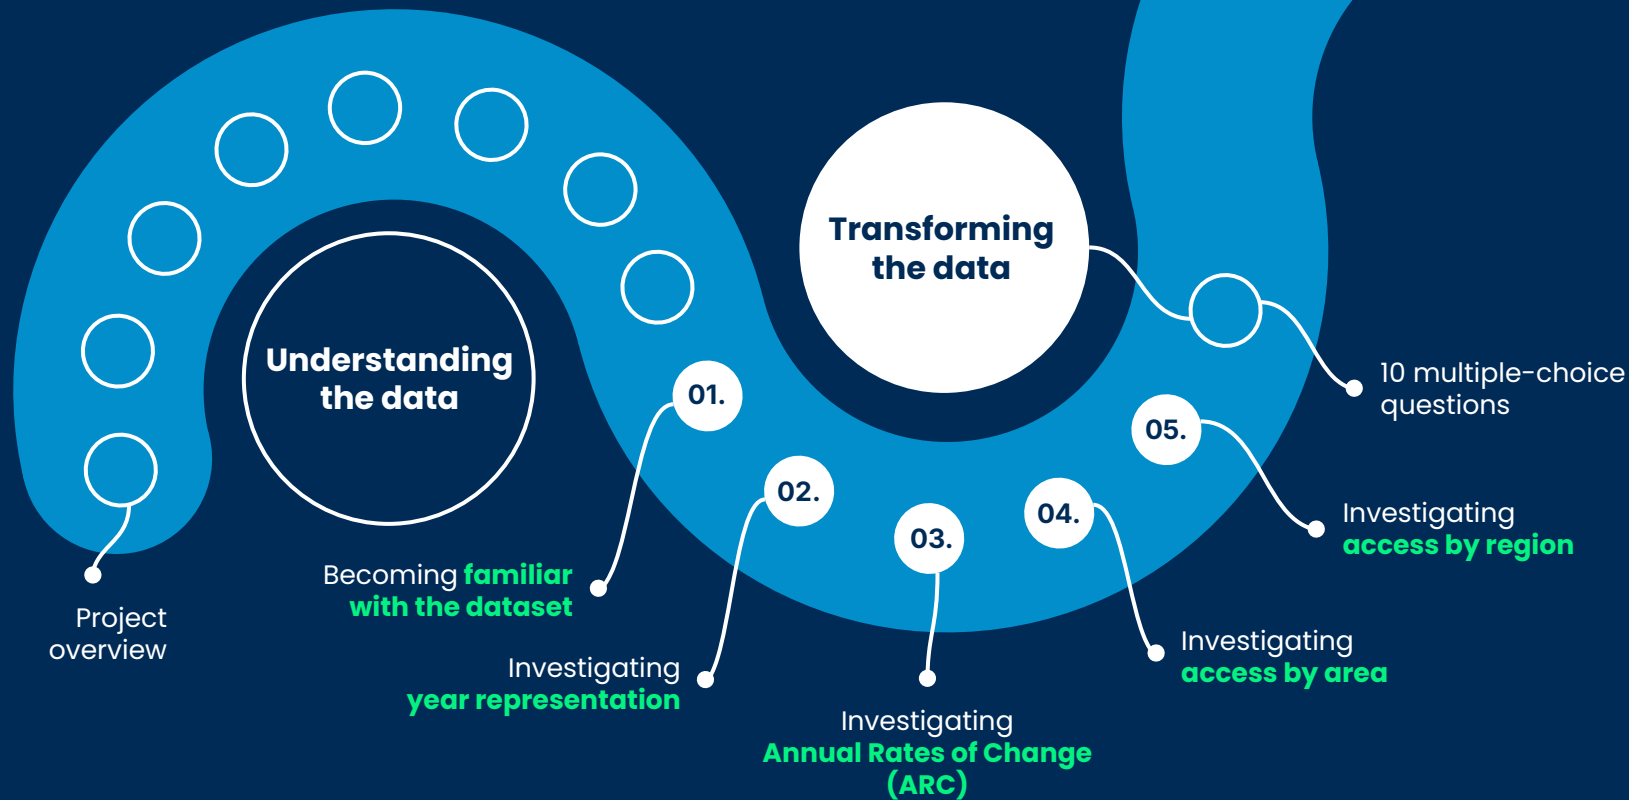 Understanding
the data
Project
overview
Transforming
the data
01.
Becoming familiar
with the dataset
02.
Investigating
year representation
03.
Investigating
Annual Rates of Change
(ARC)
04.
Investigating
access by area
05.
Investigating
access by region
10 multiple-choice
questions